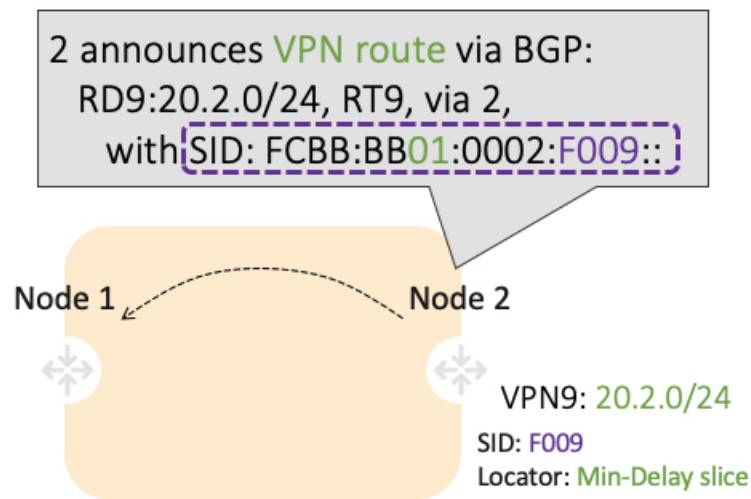 2 announces VPN route via BGP:
RD9:20.2.0/24, RT9, via 2,
with SID: FCBB:BB01:0002:F009::
Node 1
Node 2
VPN9: 20.2.0/24
SID: F009
Locator: Min-Delay slice